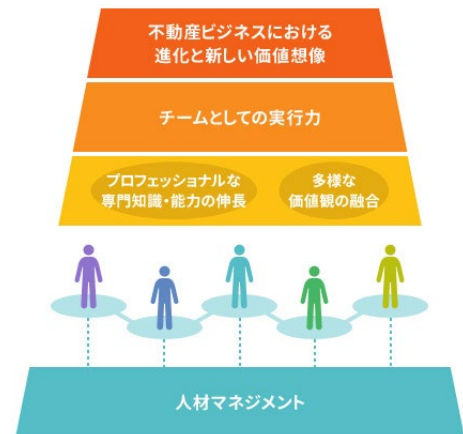 不動産ビジネスにおける
進化と新しい価値想像
チームとしての実行力
プロフェッショナルな
専門知識・能力の伸長
多様な
価値観の融合
人材マネジメント